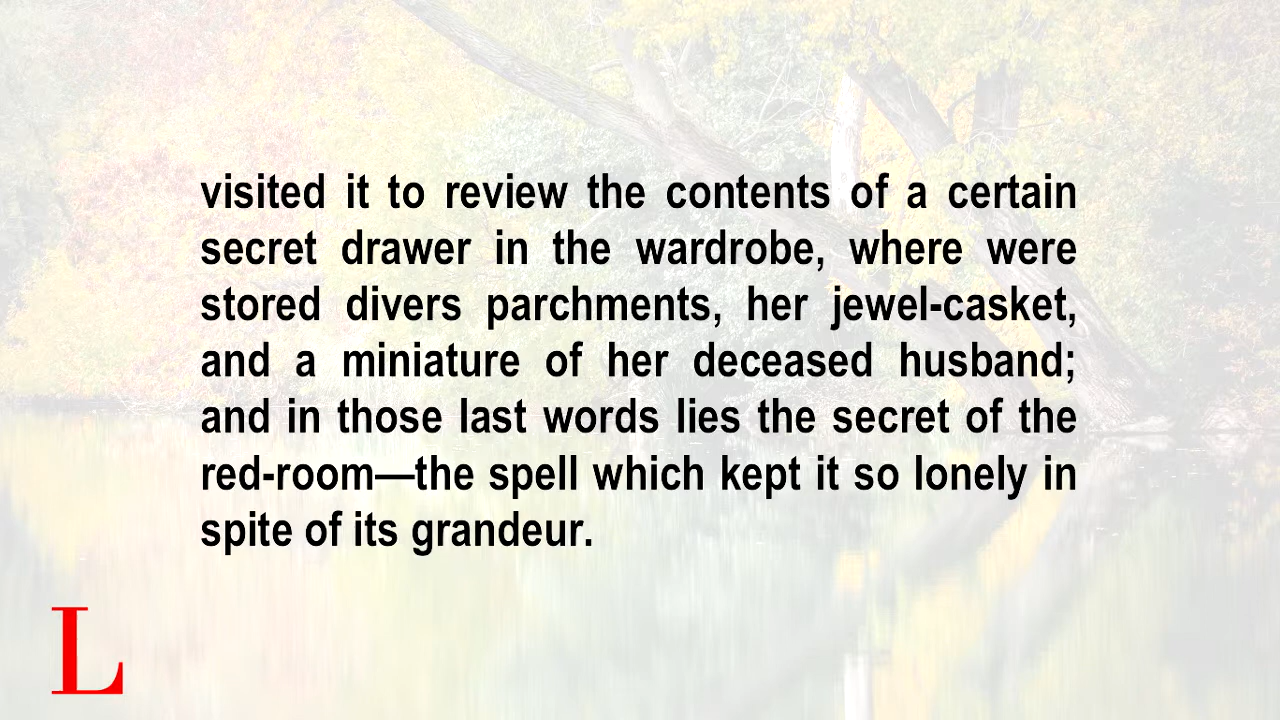 visited it to review the contents of a certain
secret drawer in the wardrobe, where were
stored divers parchments, her jewel-casket,
and a miniature of her deceased husband;
and in those last words lies the secret of the
red-room—the spell which kept it so lonely in
spite of its grandeur.
L